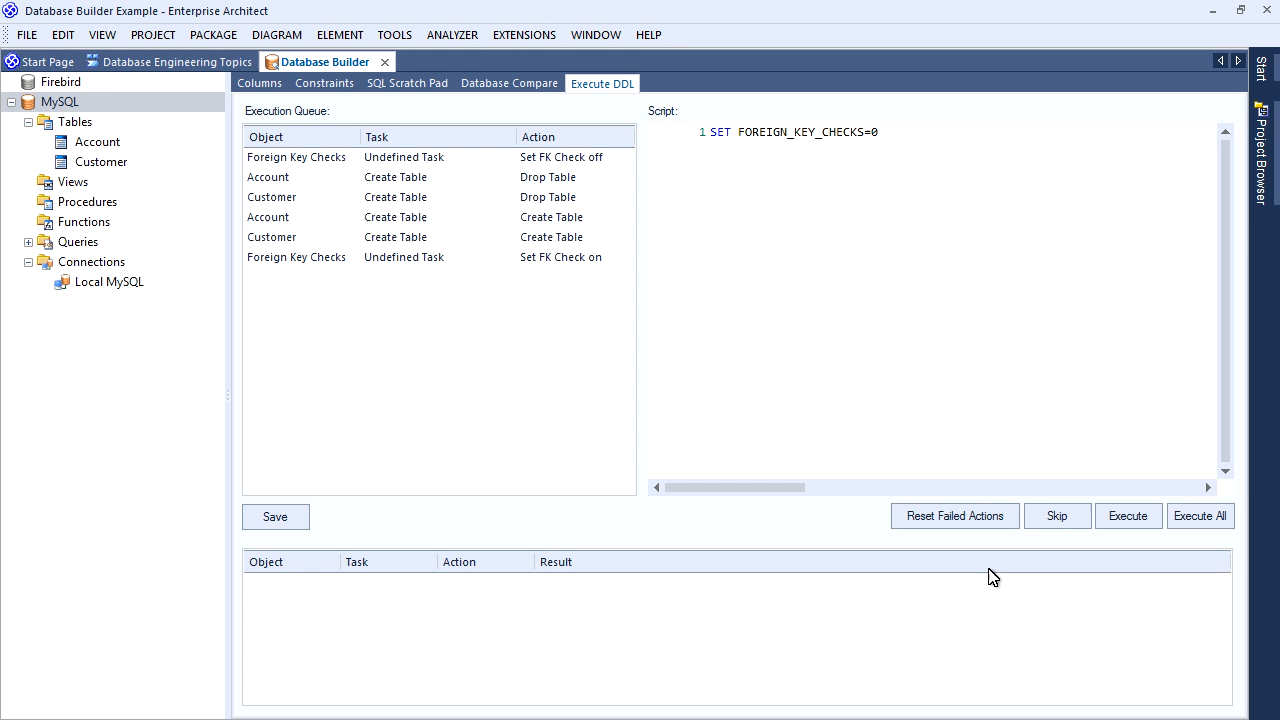 Database Builder Example - Enterprise Architect
FILE EDIT VIEW PROJECT PACKAGE DIAGRAM ELEMENT TOOLS ANALYZER EXTENSIONS WINDOW HELP
Start Page Database Engineering Topics Database Builder
Firebird
MySQL
Tables
Account
Customer
Views
Procedures
Functions
Queries
Connections
Local MySQL
Columns Constraints SQL Scratch Pad Database Compare Execute DDL
Execution Queue:
Object Task Action
Foreign Key Checks Undefined Task Set FK Check off
Account Create Table Drop Table
Customer Create Table Drop Table
Account Create Table Create Table
Customer Create Table Create Table
Foreign Key Checks Undefined Task Set FK Check on
Script:
1 SET FOREIGN_KEY_CHECKS=0
Save
Reset Failed Actions Skip Execute Execute All
Object Task Action Result
Start
Project Browser